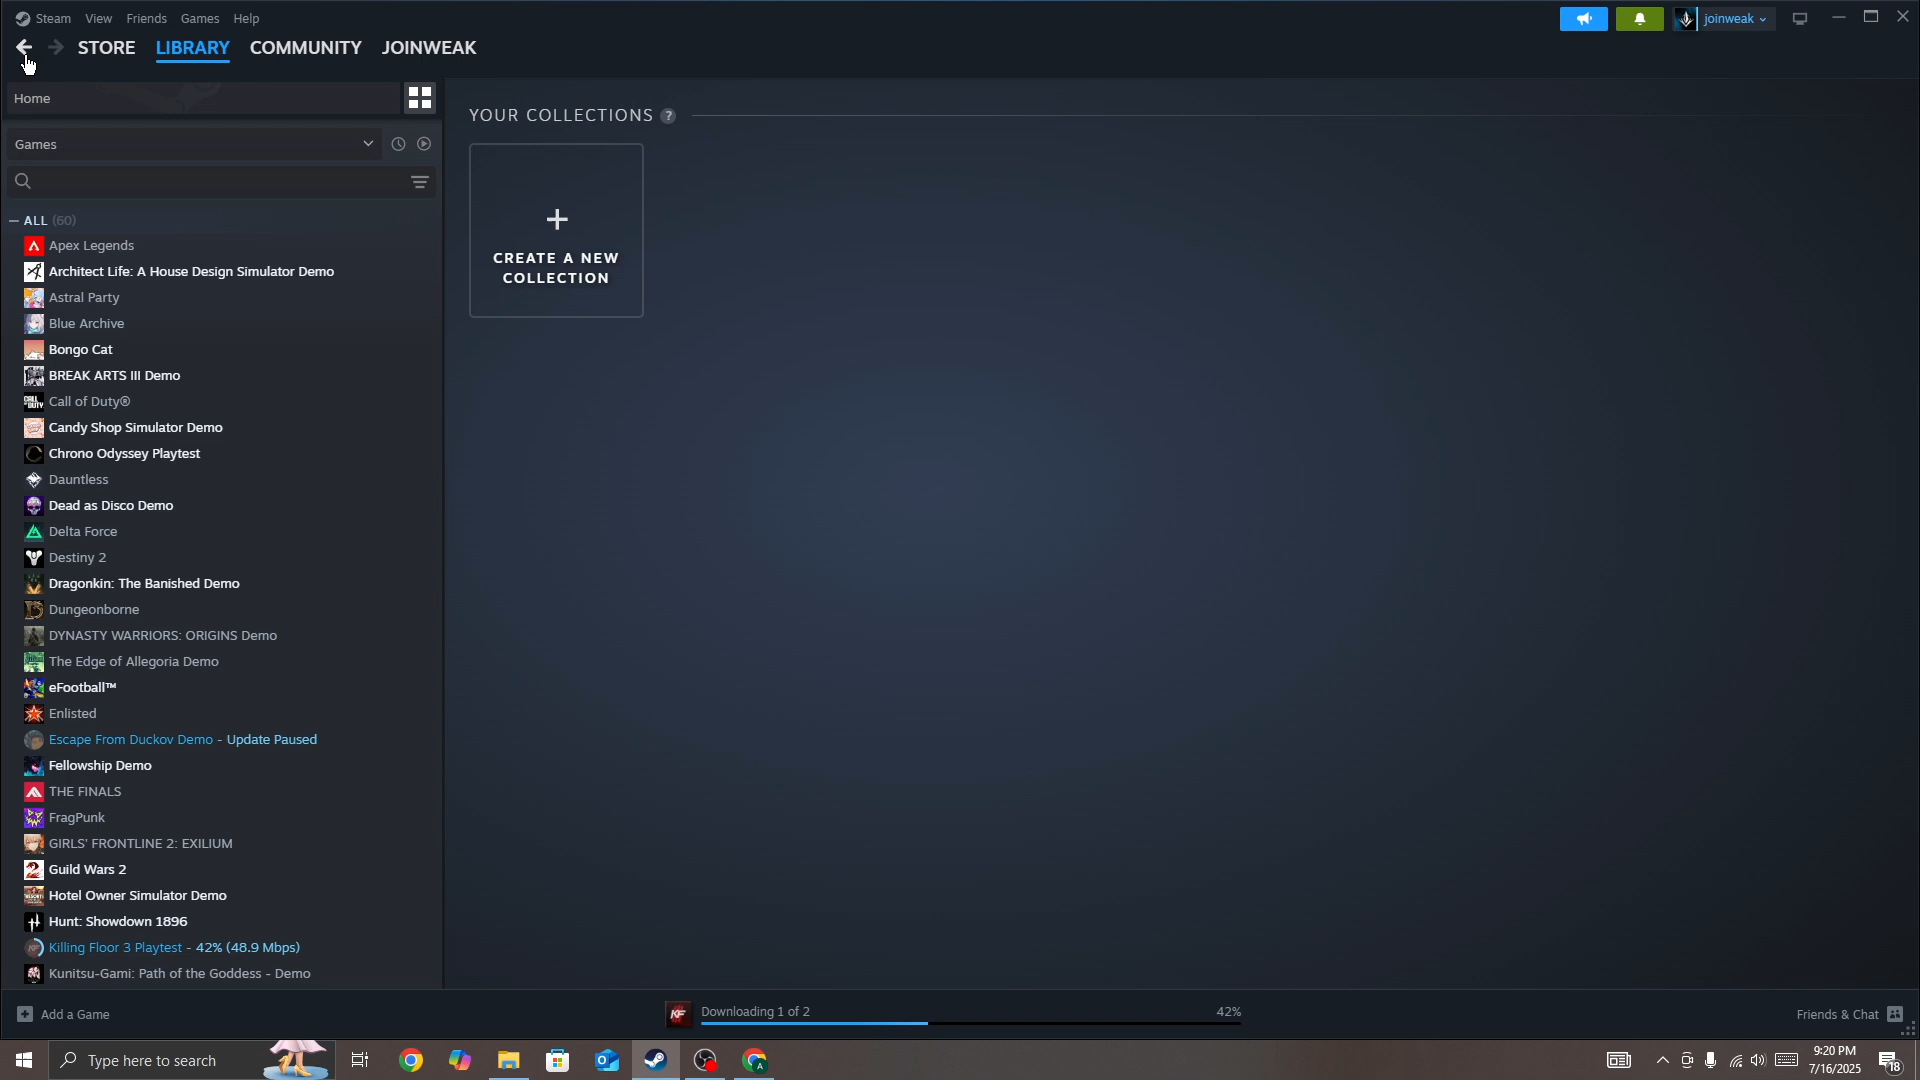 Steam View Friends Games Help
joinweak
STORE LIBRARY COMMUNITY JOINWEAK
Home
Games
ALL (60)
Apex Legends
Architect Life: A House Design Simulator Demo
Astral Party
Blue Archive
Bongo Cat
BREAK ARTS III Demo
Call of Duty®
Candy Shop Simulator Demo
Chrono Odyssey Playtest
Dauntless
Dead as Disco Demo
Delta Force
Destiny 2
Dragonkin: The Banished Demo
Dungeonborne
DYNASTY WARRIORS: ORIGINS Demo
The Edge of Allegoria Demo
eFootball™
Enlisted
Escape From Duckov Demo - Update Paused
Fellowship Demo
THE FINALS
FragPunk
GIRLS' FRONTLINE 2: EXILIUM
Guild Wars 2
Hotel Owner Simulator Demo
Hunt: Showdown 1896
Killing Floor 3 Playtest - 42% (48.9 Mbps)
Kunitsu-Gami: Path of the Goddess - Demo
YOUR COLLECTIONS ?
+
CREATE A NEW
COLLECTION
Add a Game
KF
Downloading 1 of 2 42%
Friends & Chat
Type here to search
9:20 PM
7/16/2025
18